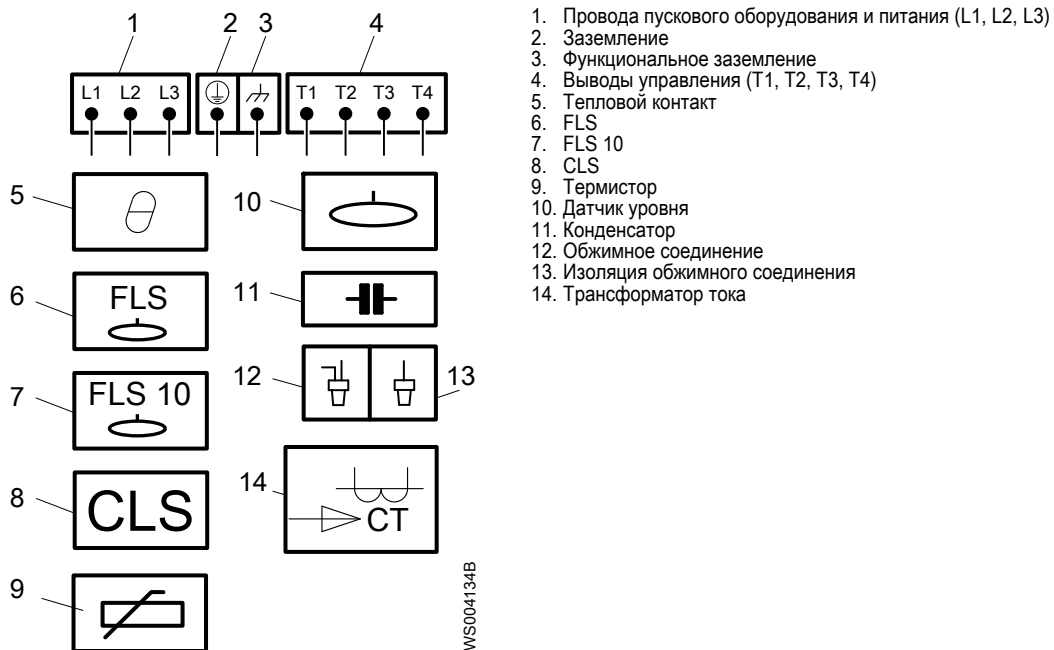 1 2 3 4
L1 L2 L3 T1 T2 T3 T4
5 10
6 FLS 11
7 FLS 10 12 13
8 CLS 14 CT
9
WS004134B
1. Провода пускового оборудования и питания (L1, L2, L3)
2. Заземление
3. Функциональное заземление
4. Выводы управления (T1, T2, T3, T4)
5. Тепловой контакт
6. FLS
7. FLS 10
8. CLS
9. Термистор
10. Датчик уровня
11. Конденсатор
12. Обжимное соединение
13. Изоляция обжимного соединения
14. Трансформатор тока